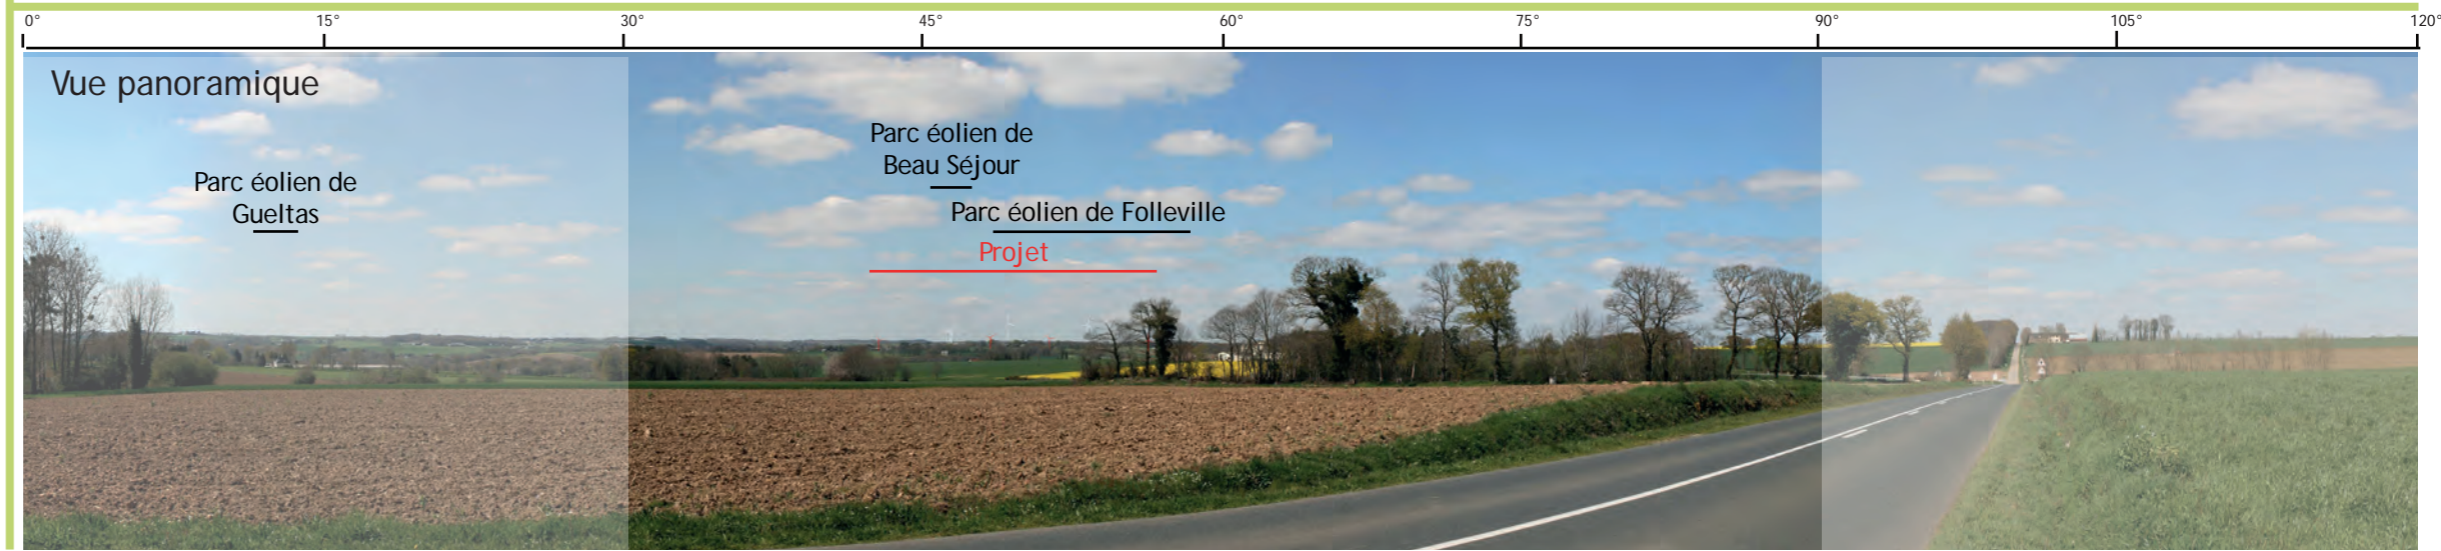 0° 15° 30° 45° 60° 75° 90° 105° 120°
Vue panoramique
Parc éolien de
Gueltas
Parc éolien de
Beau Séjour
Parc éolien de Folleville
Projet